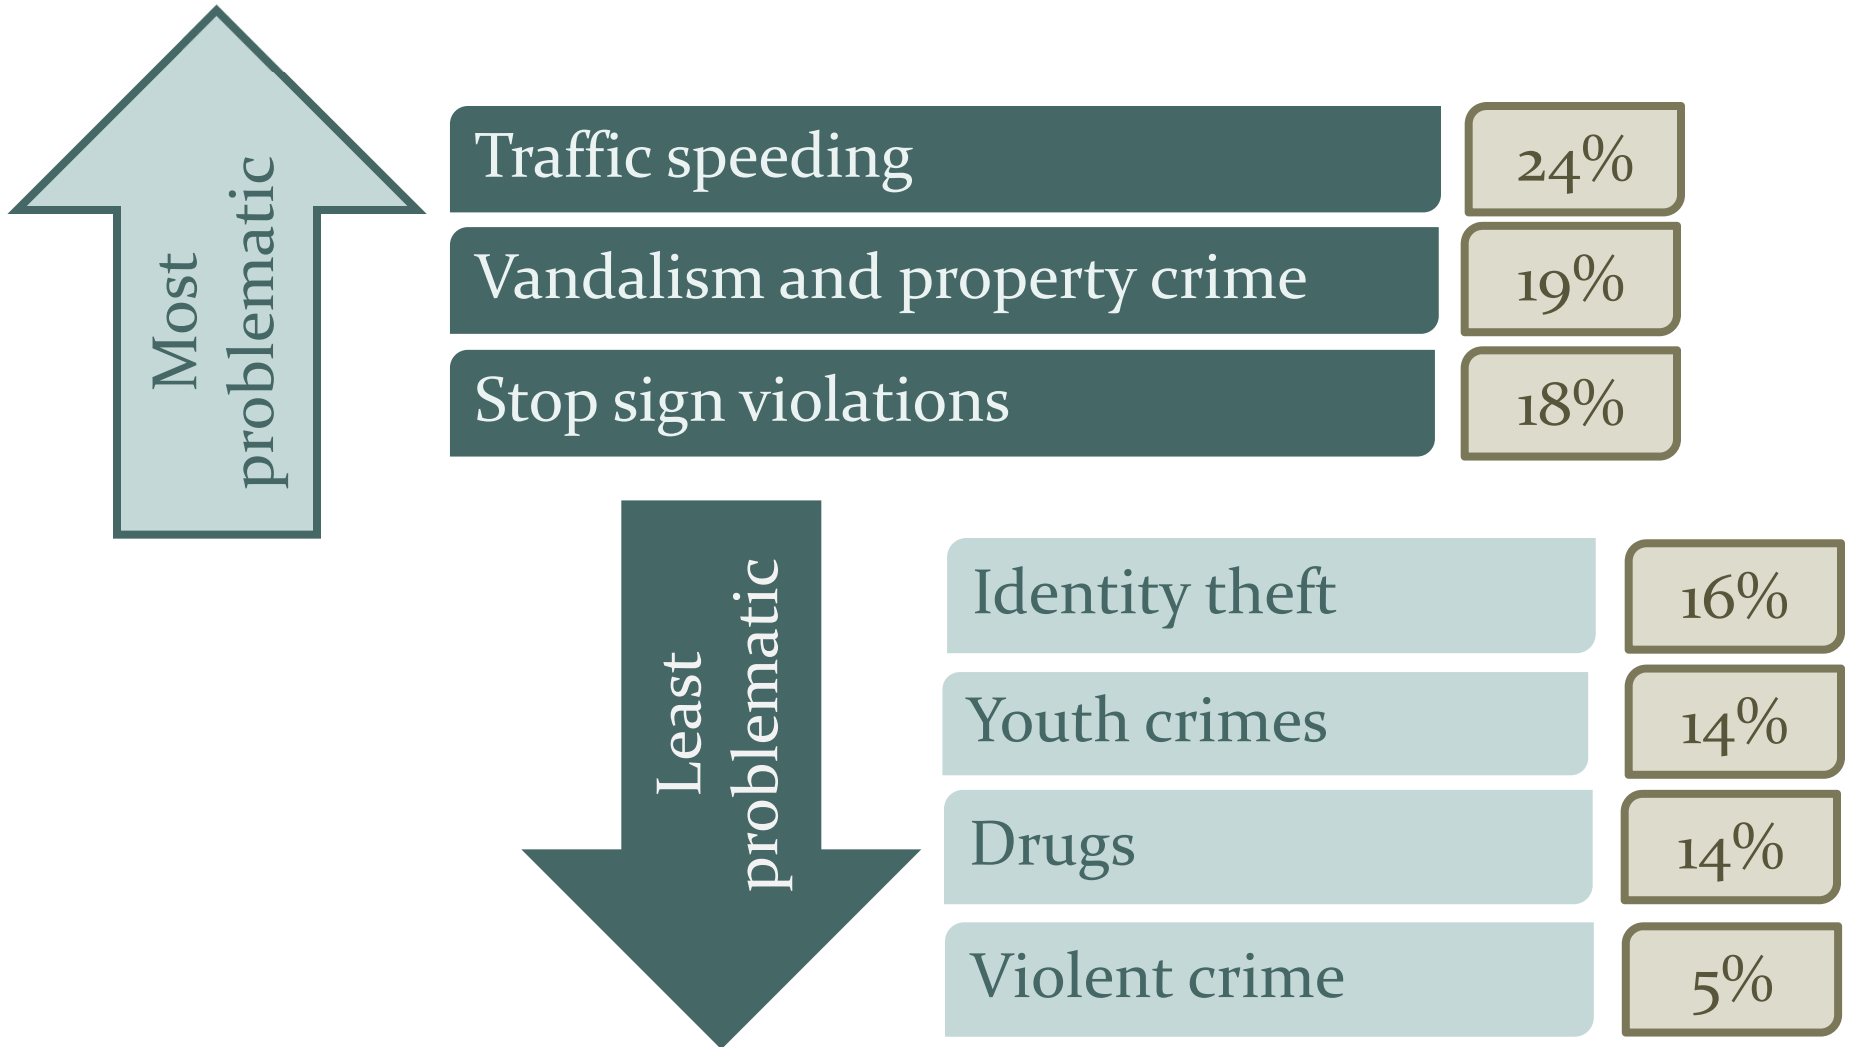 Most
problematic
Traffic speeding
24%
Vandalism and property crime
19%
Stop sign violations
18%
Least
problematic
Identity theft
16%
Youth crimes
14%
Drugs
14%
Violent crime
5%